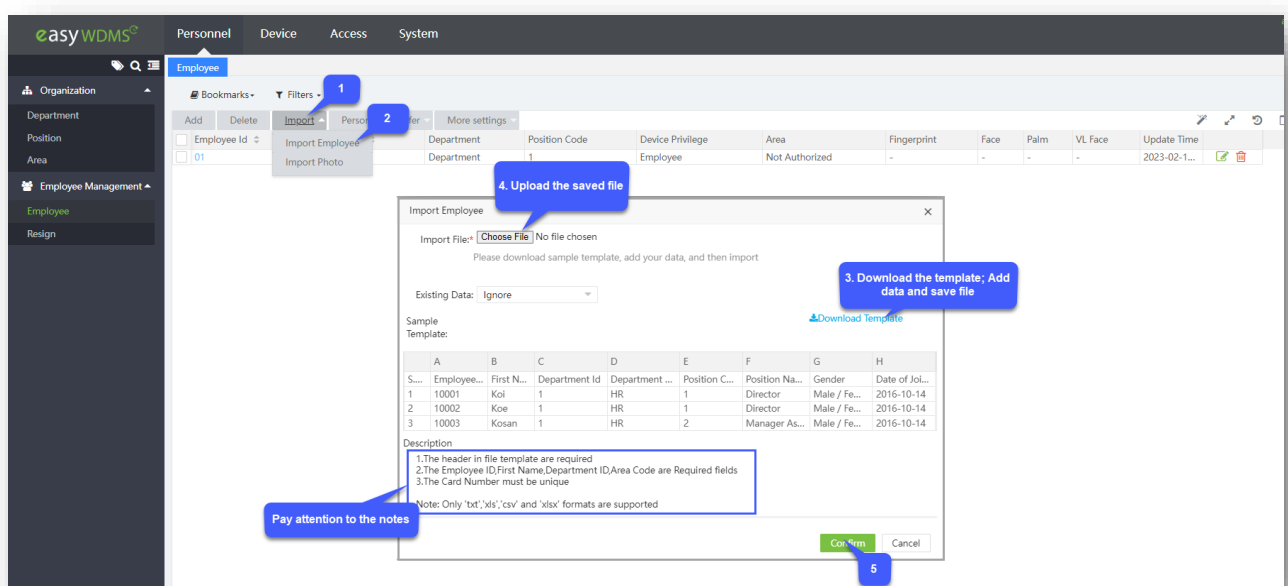 easy WDMS
Personnel Device Access System
Employee
Organization
Department
Position
Area
Employee Management
Employee
Resign
Bookmarks Filters
1
Add Delete Import More settings
2
Import Employee
Import Photo
Employee Id Department Position Code Device Privilege Area Fingerprint Face Palm VL Face Update Time
01 Department 1 Employee Not Authorized - - - - 2023-02-1...
4. Upload the saved file
Import Employee
Import File:* Choose File No file chosen
Please download sample template, add your data, and then import
3. Download the template; Add
data and save file
Existing Data: Ignore
Download Template
Sample
Template:
A B C D E F G H
S.... Employee... First N... Department Id Department ... Position C... Position Na... Gender Date of Joi...
1 10001 Koi 1 HR 1 Director Male / Fe... 2016-10-14
2 10002 Koe 1 HR 1 Director Male / Fe... 2016-10-14
3 10003 Kosan 1 HR 2 Manager As... Male / Fe... 2016-10-14
Description
1.The header in file template are required
2.The Employee ID,First Name,Department ID,Area Code are Required fields
3.The Card Number must be unique
Note: Only 'txt','xls','csv' and 'xlsx' formats are supported
Pay attention to the notes
Confirm Cancel
5